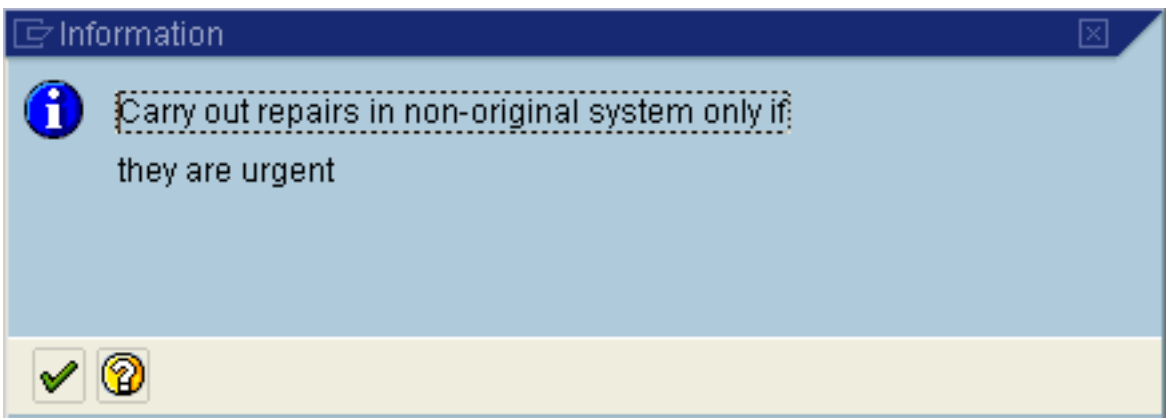 Information
Carry out repairs in non-original system only if
they are urgent